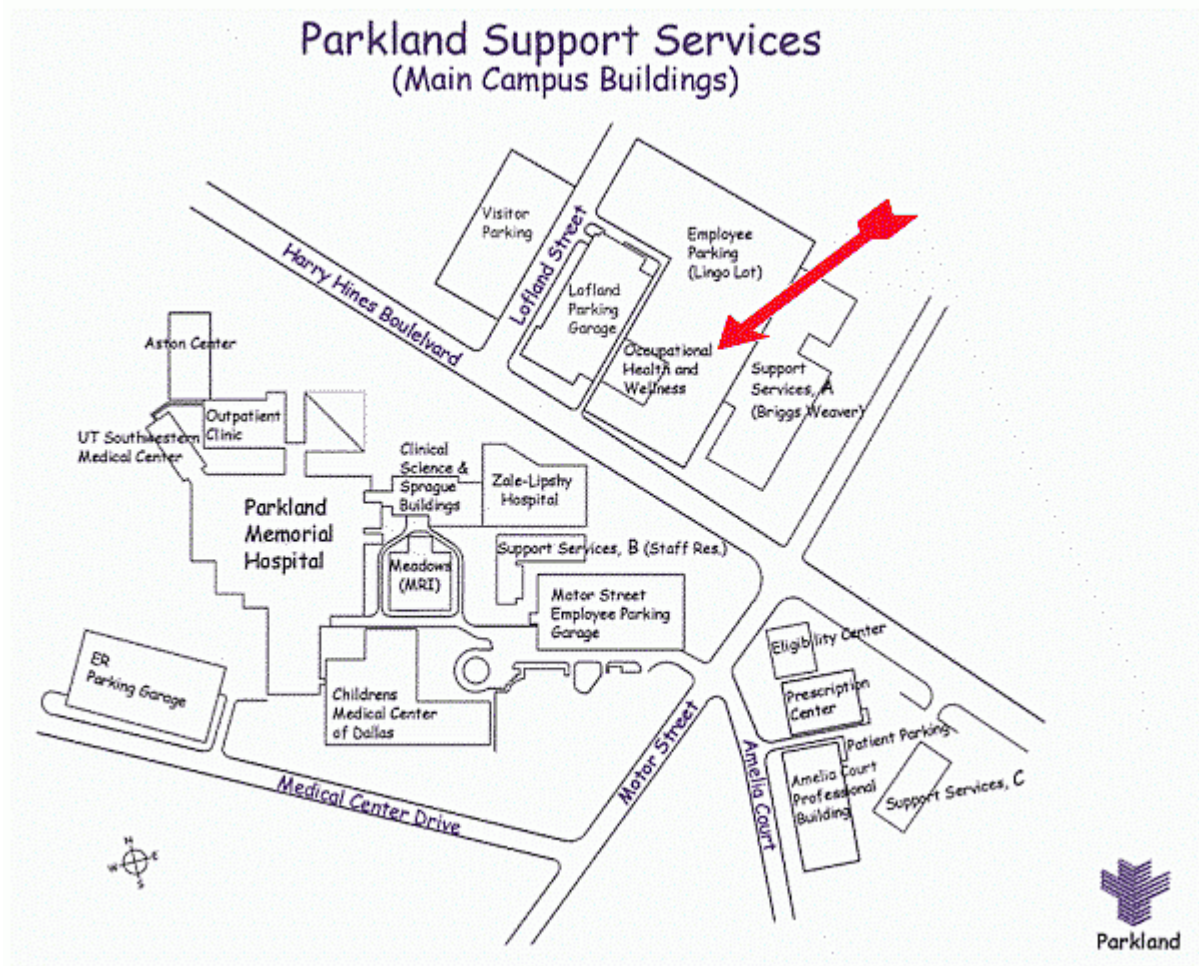 Parkland Support Services
(Main Campus Buildings)
Visitor
Parking
Lofland Street
Employee
Parking
(Lingo Lot)
Harry Hines Boulelvard
Lofland
Parking
Garage
Occupational
Health and
Wellness
Support
Services, A
(Briggs Weaver)
Aston Center
Outpatient
Clinic
UT Southwestern
Medical Center
Clinical
Science &
Sprague
Buildings
Zale-Lipshy
Hospital
Parkland
Memorial
Hospital
Support Services, B (Staff Res.)
Meadows
(MRI)
Motor Street
Employee Parking
Garage
Eligibility Center
ER
Parking Garage
Prescription
Center
Childrens
Medical Center
of Dallas
Motor Street
Amelia Court
Patient Parking
Amelia Court
Professional
Building
Support Services, C
Medical Center Drive
N
W
E
S
Parkland